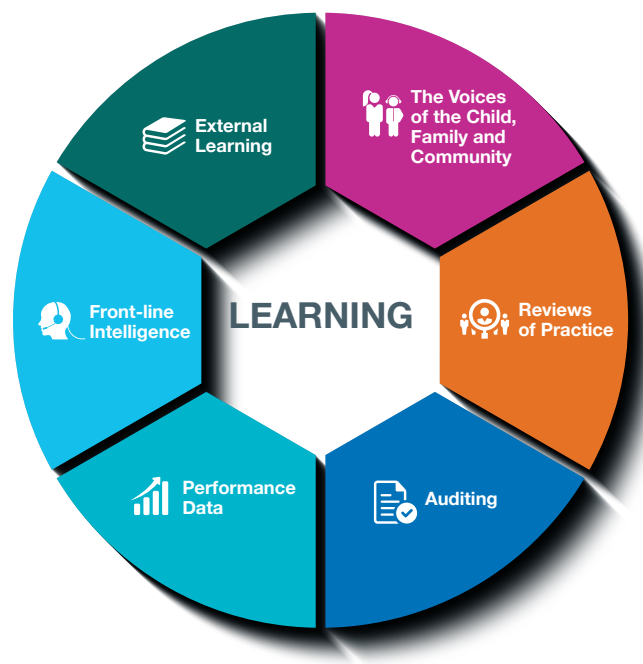 External
Learning
The Voices
of the Child,
Family and
Community
Front-line
Intelligence
LEARNING
Reviews
of Practice
Performance
Data
Auditing